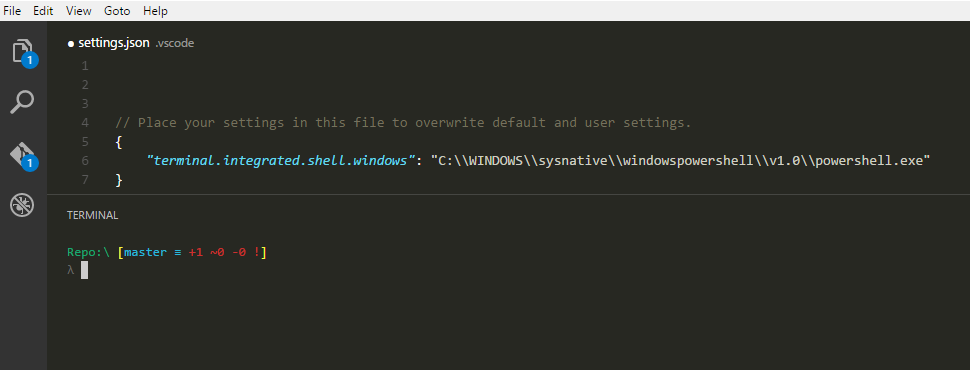 File Edit View Goto Help
● settings.json .vscode
1
1
2
3
4 // Place your settings in this file to overwrite default and user settings.
5 {
6 "terminal.integrated.shell.windows": "C:\\WINDOWS\\sysnative\\windowspowershell\\v1.0\\powershell.exe"
1
7 }
TERMINAL
Repo:\ [master ≡ +1 ~0 -0 !]
λ